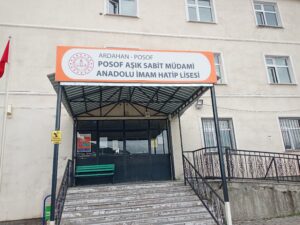 ARDAHAN - POSOF
POSOF AŞIK SABİT MÜDAMİ
ANADOLU İMAM HATİP LİSESİ